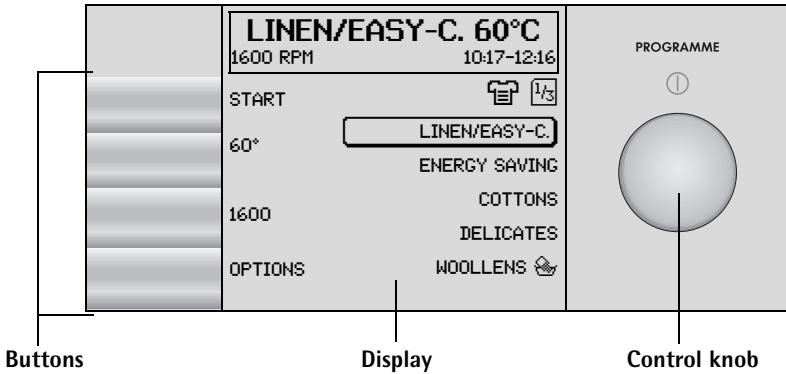 LINEN/EASY-C. 60°C
1600 RPM 10:17-12:16
PROGRAMME
START 1/3
LINEN/EASY-C.
60°
ENERGY SAVING
COTTONS
1600
DELICATES
OPTIONS WOOLLENS
Buttons Display Control knob